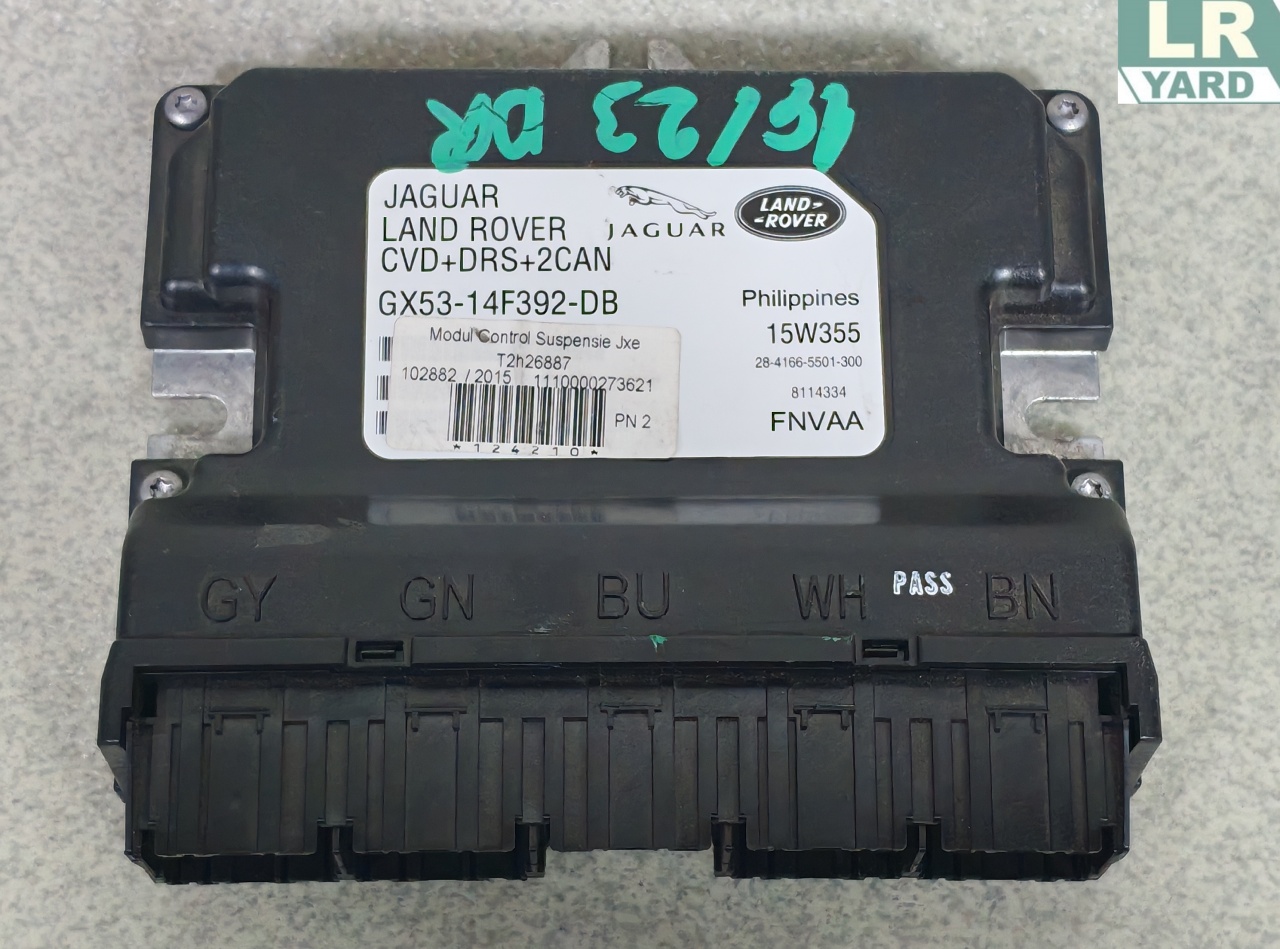 LR
YARD
16/23 DR
JAGUAR
LAND ROVER
CVD+DRS+2CAN
JAGUAR
LAND-
-ROVER
GX53-14F392-DB
Philippines
15W355
28-4166-5501-300
8114334
FNVAA
Modul Control Suspensie Jxe
T2h26887
102882 / 2015 1110000273621
PN 2
*124210*
GY GN BU WH PASS BN